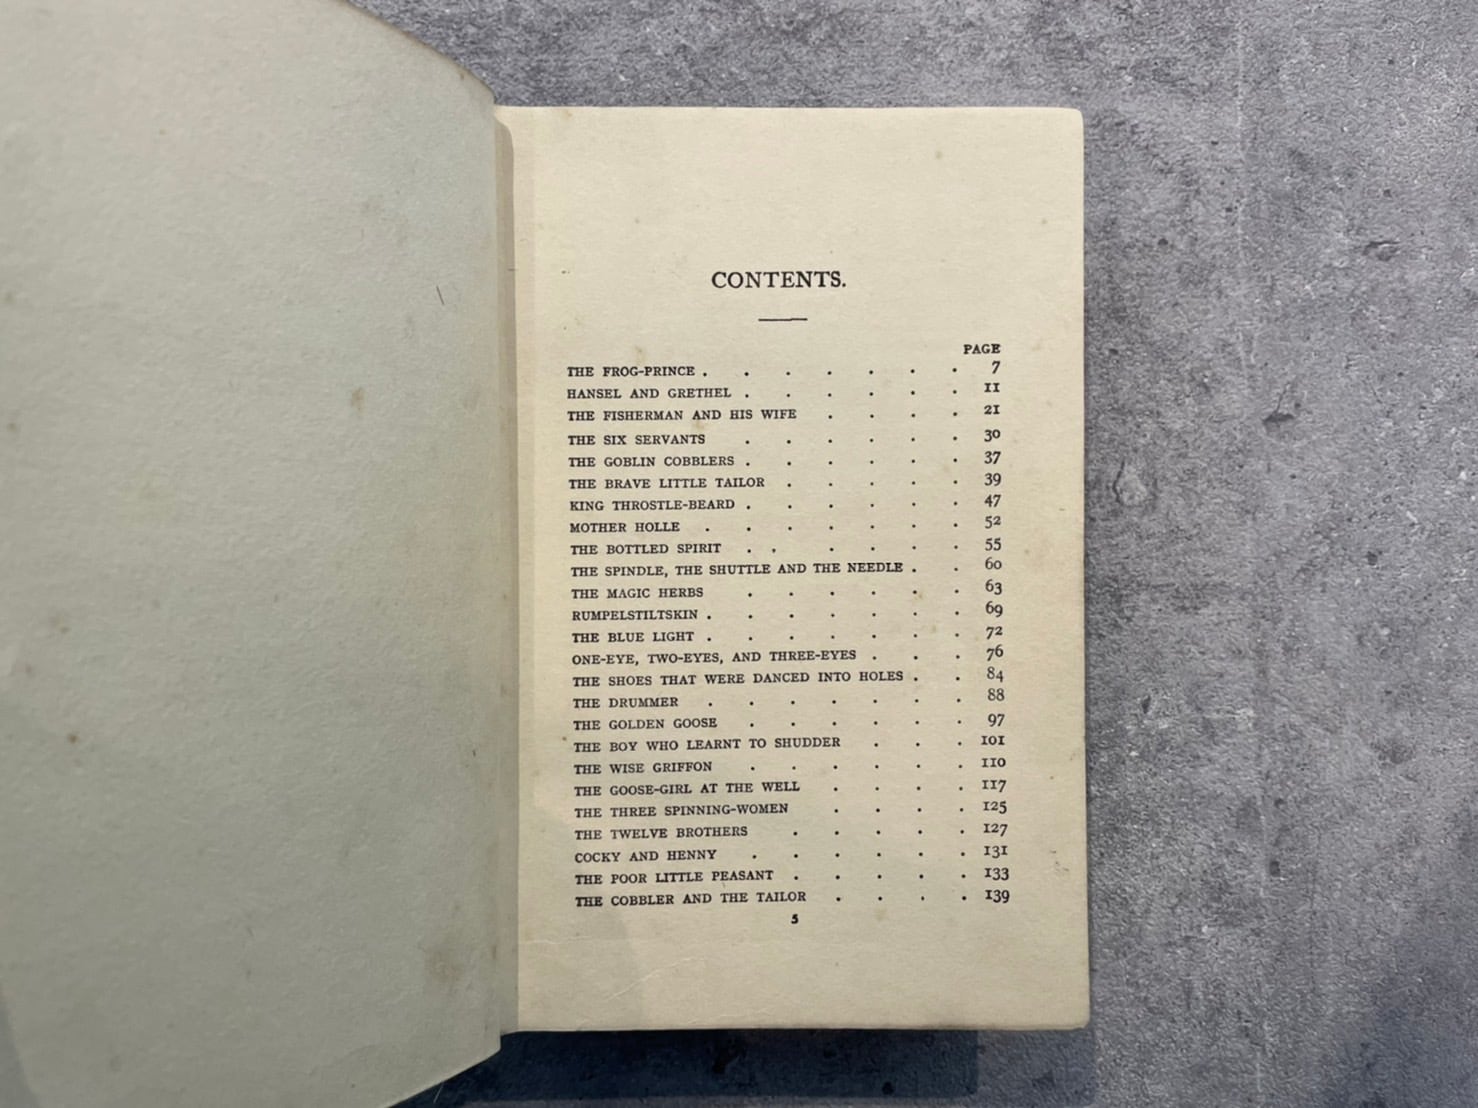 CONTENTS.
PAGE
THE FROG-PRINCE . . . . . . . 7
HANSEL AND GRETHEL . . . . . . 11
THE FISHERMAN AND HIS WIFE . . . . 21
THE SIX SERVANTS . . . . . . 30
THE GOBLIN COBBLERS . . . . . . 37
THE BRAVE LITTLE TAILOR . . . . . 39
KING THROSTLE-BEARD . . . . . . 47
MOTHER HOLLE . . . . . . . 52
THE BOTTLED SPIRIT . . . . . . 55
THE SPINDLE, THE SHUTTLE AND THE NEEDLE . . 60
THE MAGIC HERBS . . . . . . 63
RUMPELSTILTSKIN . . . . . . . 69
THE BLUE LIGHT . . . . . . . 72
ONE-EYE, TWO-EYES, AND THREE-EYES . . . 76
THE SHOES THAT WERE DANCED INTO HOLES . . 84
THE DRUMMER . . . . . . . 88
THE GOLDEN GOOSE . . . . . . 97
THE BOY WHO LEARNT TO SHUDDER . . . 101
THE WISE GRIFFON . . . . . . 110
THE GOOSE-GIRL AT THE WELL . . . . 117
THE THREE SPINNING-WOMEN . . . . 125
THE TWELVE BROTHERS . . . . . 127
COCKY AND HENNY . . . . . . 131
THE POOR LITTLE PEASANT . . . . . 133
THE COBBLER AND THE TAILOR . . . . 139
5